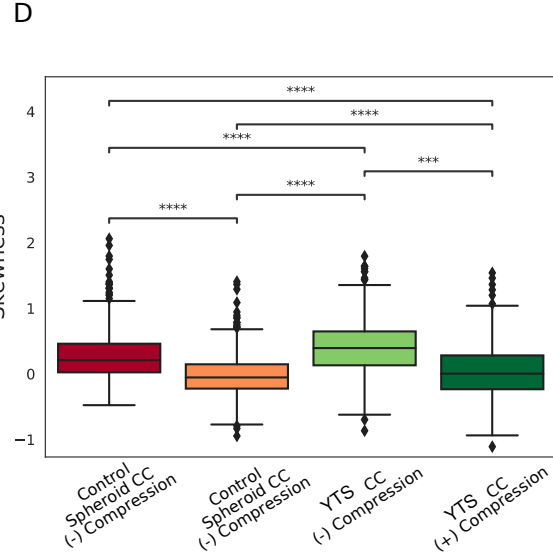 D
****
****
****
***
****
****
4
3
2
1
0
−1
Control
Spheroid CC
(-) Compression
Control
Spheroid CC
(-) Compression
YTS CC
(-) Compression
YTS CC
(+) Compression